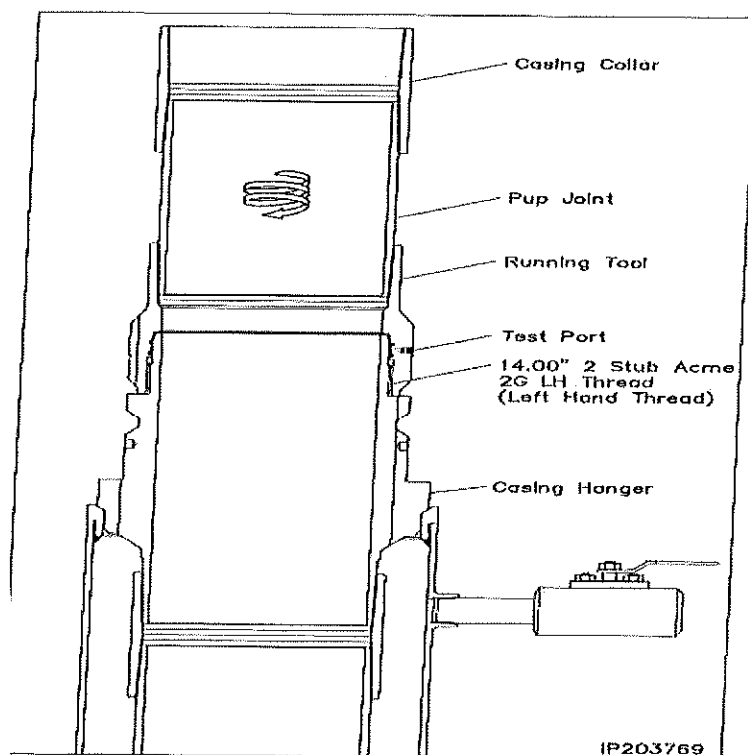 Casing Collar
Pup Joint
Running Tool
Test Port
14.00" 2 Stub Acme
2G LH Thread
(Left Hand Thread)
Casing Hanger
IP203769